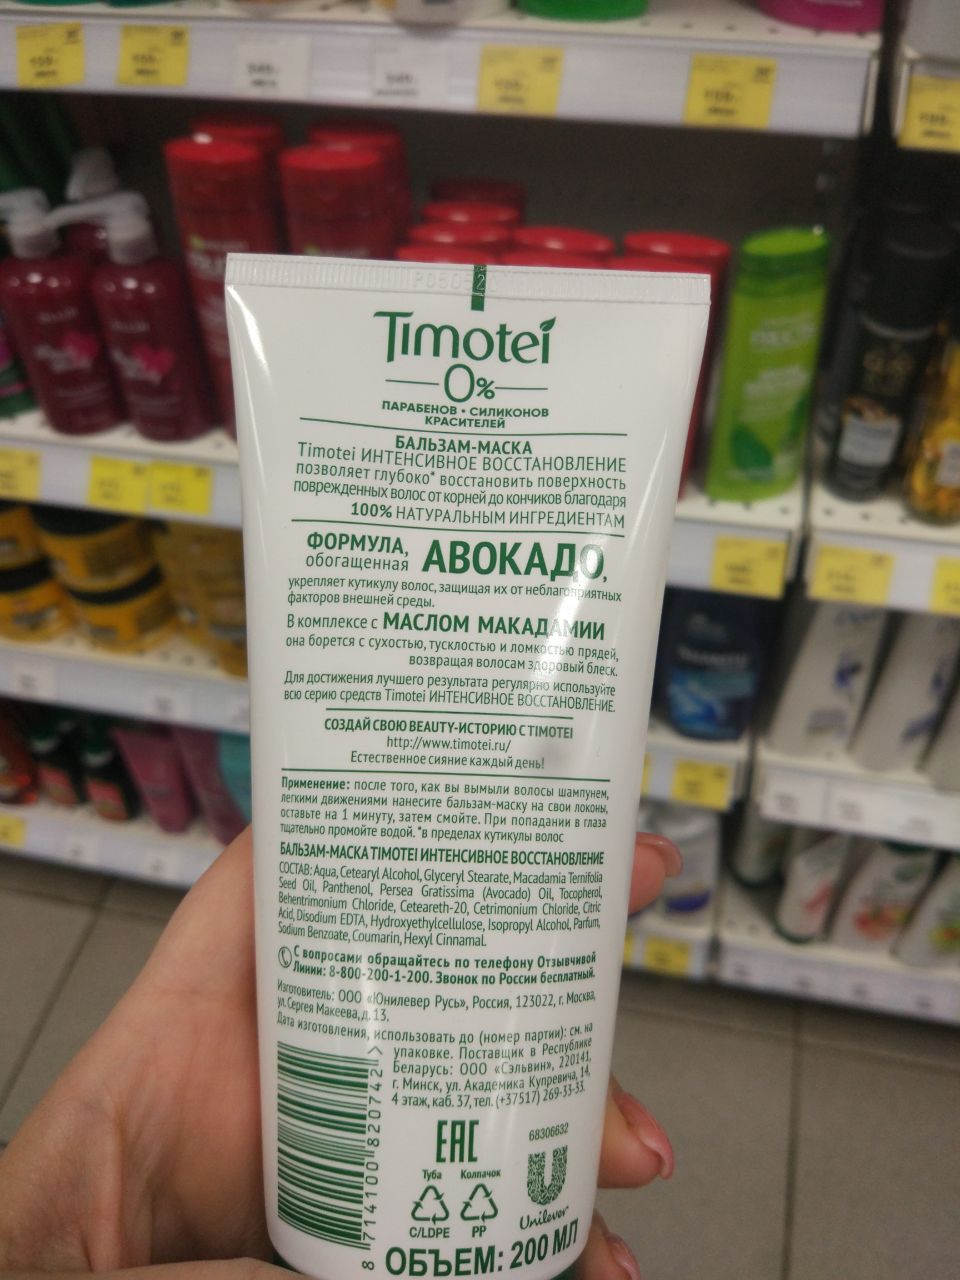 Timotei
0%
ПАРАБЕНОВ • СИЛИКОНОВ
КРАСИТЕЛЕЙ
БАЛЬЗАМ-МАСКА
Timotei ИНТЕНСИВНОЕ ВОССТАНОВЛЕНИЕ
позволяет глубоко* восстановить поверхность
поврежденных волос от корней до кончиков благодаря
100% НАТУРАЛЬНЫМ ИНГРЕДИЕНТАМ
ФОРМУЛА,
обогащенная АВОКАДО,
укрепляет кутикулу волос, защищая их от неблагоприятных
факторов внешней среды.
В комплексе с МАСЛОМ МАКАДАМИИ
она борется с сухостью, тусклостью и ломкостью прядей,
возвращая волосам здоровый блеск.
Для достижения лучшего результата регулярно используйте
всю серию средств Timotei ИНТЕНСИВНОЕ ВОССТАНОВЛЕНИЕ.
СОЗДАЙ СВОЮ BEAUTY-ИСТОРИЮ С TIMOTEI
http://www.timotei.ru/
Естественное сияние каждый день!
Применение: после того, как вы вымыли волосы шампунем,
легкими движениями нанесите бальзам-маску на свои локоны,
оставьте на 1 минуту, затем смойте. При попадании в глаза
тщательно промойте водой. *в пределах кутикулы волос
БАЛЬЗАМ-МАСКА TIMOTEI ИНТЕНСИВНОЕ ВОССТАНОВЛЕНИЕ
СОСТАВ: Aqua, Cetearyl Alcohol, Glyceryl Stearate, Macadamia Ternifolia
Seed Oil, Panthenol, Persea Gratissima (Avocado) Oil, Tocopherol,
Behentrimonium Chloride, Ceteareth-20, Cetrimonium Chloride, Citric
Acid, Disodium EDTA, Hydroxyethylcellulose, Isopropyl Alcohol, Parfum,
Sodium Benzoate, Coumarin, Hexyl Cinnamal.
С вопросами обращайтесь по телефону Отзывчивой
Линии: 8-800-200-1-200. Звонок по России бесплатный.
Изготовитель: ООО «Юнилевер Русь», Россия, 123022, г. Москва,
ул. Сергея Макеева, д. 13.
Дата изготовления, использовать до (номер партии): см. на
упаковке. Поставщик в Республике
Беларусь: ООО «Сэльвин», 220141,
г. Минск, ул. Академика Купревича, 14,
4 этаж, каб. 37, тел. (+37517) 269-33-33.
8 714100 820742 >
EAC
68306632
Туба Колпачок
C/LDPE PP
Unilever
ОБЪЕМ: 200 МЛ